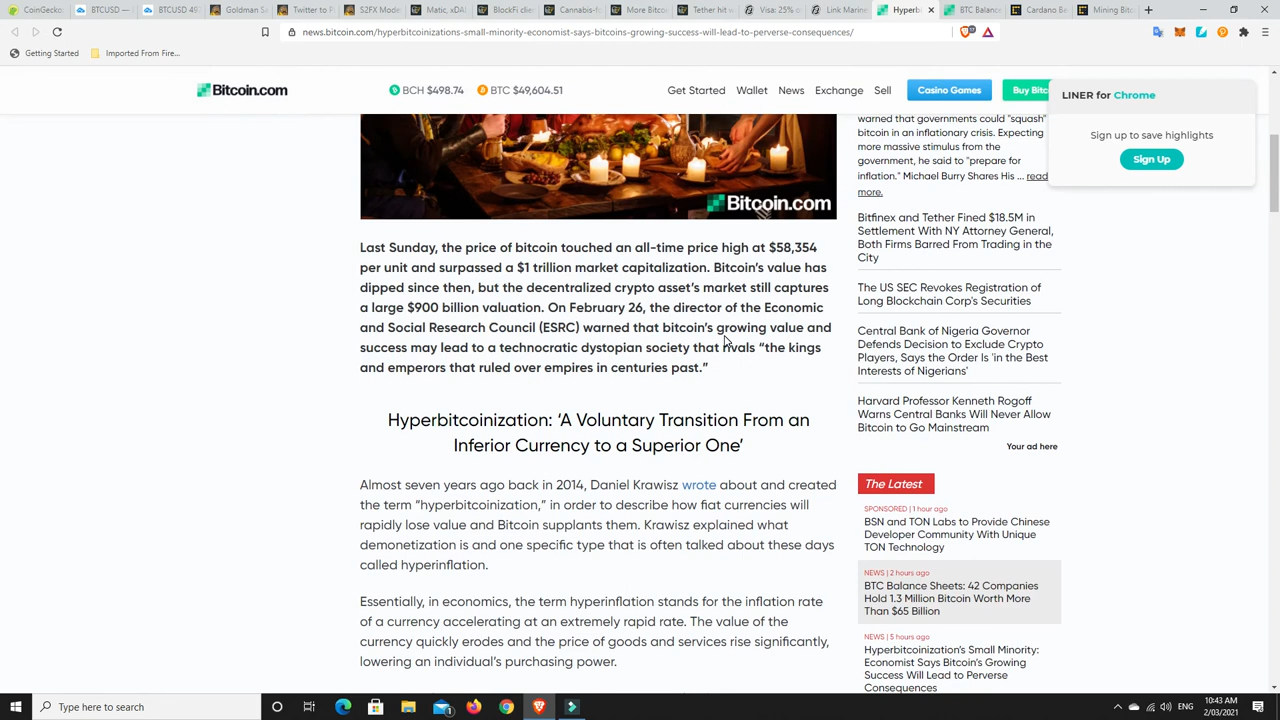 CoinGecko:
BTCUSD —
BTCUSD 497
Goldman Sa
Twitter to P
S2FX Mode
Matic, xDAI
BlockFi clie
Cannabis-fo
More Bitcoi
Tether hit w
Visa: 25% o
Link Marine
Hyperbi
BTC Balance
Cardano Be
Mining Bitc
news.bitcoin.com/hyperbitcoinizations-small-minority-economist-says-bitcoins-growing-success-will-lead-to-perverse-consequences/
Getting Started
Imported From Fire...
Bitcoin.com
BCH $498.74
BTC $49,604.51
Get Started
Wallet
News
Exchange
Sell
Casino Games
Buy Bitc
LINER for Chrome
Sign up to save highlights
Sign Up
Bitcoin.com
Last Sunday, the price of bitcoin touched an all-time price high at $58,354
per unit and surpassed a $1 trillion market capitalization. Bitcoin's value has
dipped since then, but the decentralized crypto asset's market still captures
a large $900 billion valuation. On February 26, the director of the Economic
and Social Research Council (ESRC) warned that bitcoin's growing value and
success may lead to a technocratic dystopian society that rivals “the kings
and emperors that ruled over empires in centuries past.”
Hyperbitcoinization: ‘A Voluntary Transition From an
Inferior Currency to a Superior One’
Almost seven years ago back in 2014, Daniel Krawisz wrote about and created
the term “hyperbitcoinization,” in order to describe how fiat currencies will
rapidly lose value and Bitcoin supplants them. Krawisz explained what
demonetization is and one specific type that is often talked about these days
called hyperinflation.
Essentially, in economics, the term hyperinflation stands for the inflation rate
of a currency accelerating at an extremely rapid rate. The value of the
currency quickly erodes and the price of goods and services rise significantly,
lowering an individual's purchasing power.
warned that governments could "squash"
bitcoin in an inflationary crisis. Expecting
more massive stimulus from the
government, he said to "prepare for
inflation." Michael Burry Shares His ... read
more.
Bitfinex and Tether Fined $18.5M in
Settlement With NY Attorney General,
Both Firms Barred From Trading in the
City
The US SEC Revokes Registration of
Long Blockchain Corp's Securities
Central Bank of Nigeria Governor
Defends Decision to Exclude Crypto
Players, Says the Order Is 'in the Best
Interests of Nigerians'
Harvard Professor Kenneth Rogoff
Warns Central Banks Will Never Allow
Bitcoin to Go Mainstream
Your ad here
The Latest
SPONSORED | 1 hour ago
BSN and TON Labs to Provide Chinese
Developer Community With Unique
TON Technology
NEWS | 2 hours ago
BTC Balance Sheets: 42 Companies
Hold 1.3 Million Bitcoin Worth More
Than $65 Billion
NEWS | 5 hours ago
Hyperbitcoinization's Small Minority:
Economist Says Bitcoin's Growing
Success Will Lead to Perverse
Consequences
Type here to search
ENG
10:43 AM
2/03/2021